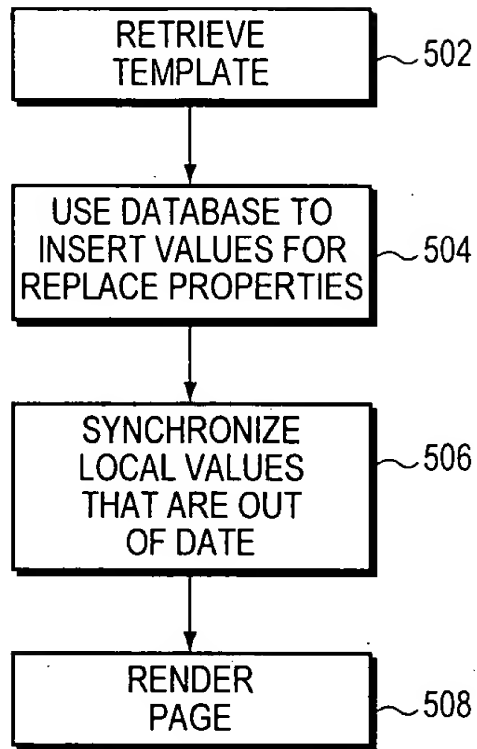 RETRIEVE
TEMPLATE
502
USE DATABASE TO
INSERT VALUES FOR
REPLACE PROPERTIES
504
SYNCHRONIZE
LOCAL VALUES
THAT ARE OUT
OF DATE
506
RENDER
PAGE
508